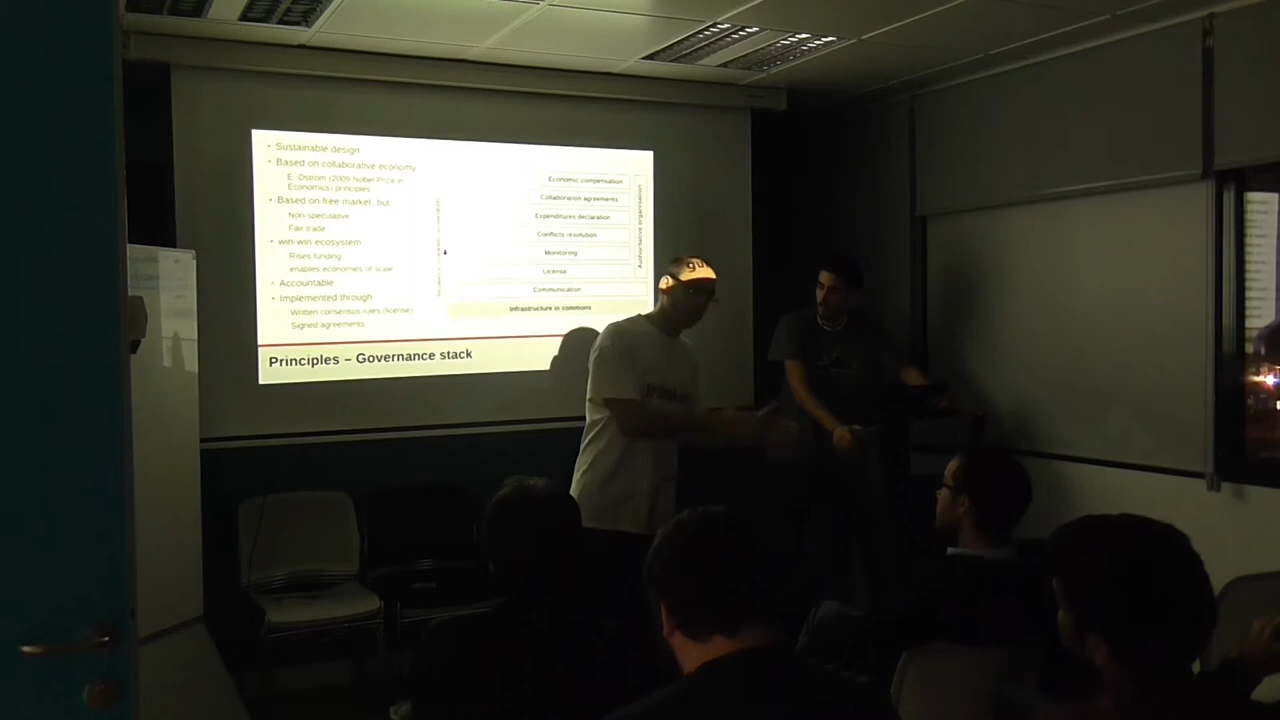 • Sustainable design
• Based on collaborative economy
E. Ostrom (2009 Nobel Prize in
Economics) principles
• Based on free market, but
Non-speculative
Fair trade
• win-win ecosystem
Rises funding
enables economies of scale
• Accountable
• Implemented through
Written consensus rules (license)
Signed agreements
Economic compensation
Collaboration agreements
Expenditures declaration
Conflicts resolution
Monitoring
License
Communication
Infrastructure in commons
Authoritative organisation
Principles – Governance stack